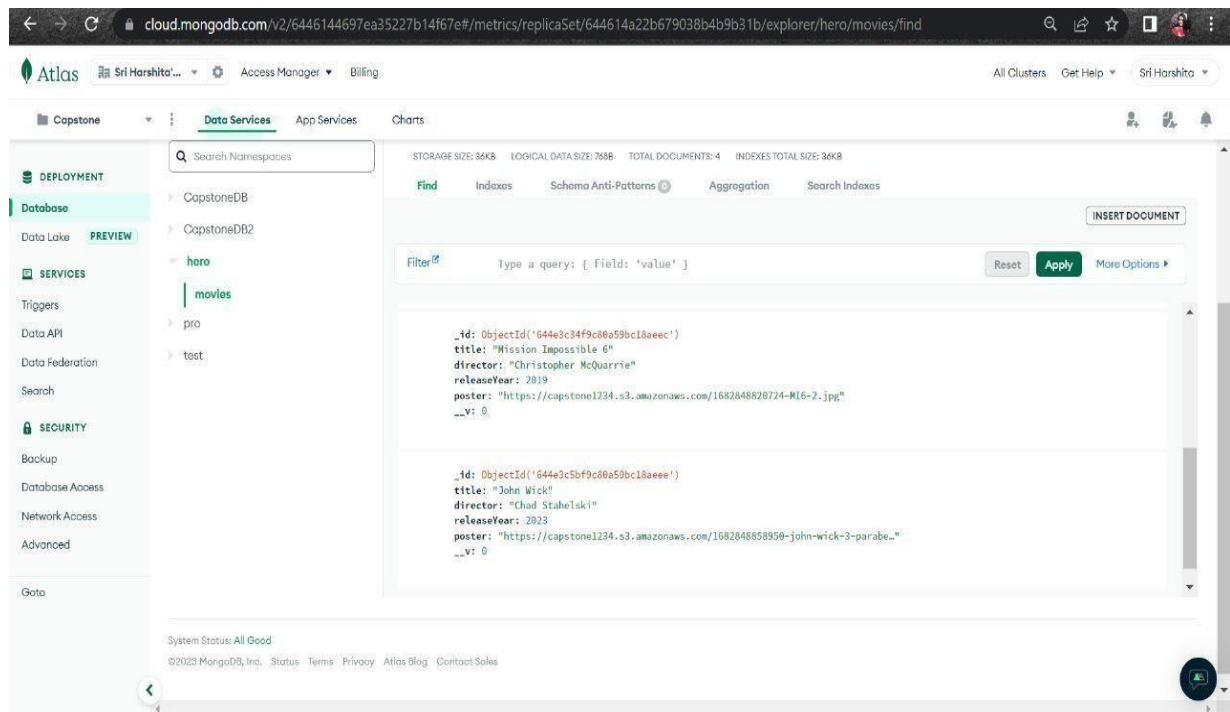 cloud.mongodb.com/v2/6446144697ea35227b14f67e#/metrics/replicaSet/644614a22b679038b4b9b31b/explorer/hero/movies/find
Atlas Sri Harshita'... Access Manager Billing All Clusters Get Help Sri Harshita
Capstone Data Services App Services Charts
Search Namespaces
STORAGE SIZE: 36KB LOGICAL DATA SIZE: 768B TOTAL DOCUMENTS: 4 INDEXES TOTAL SIZE: 36KB
DEPLOYMENT
Database
Data Lake PREVIEW
SERVICES
Triggers
Data API
Data Federation
Search
SECURITY
Backup
Database Access
Network Access
Advanced
Goto
CapstoneDB
CapstoneDB2
hero
movies
pro
test
Find Indexes Schema Anti-Patterns 0 Aggregation Search Indexes
INSERT DOCUMENT
Filter Type a query: { field: 'value' } Reset Apply More Options
_id: ObjectId('644e3c34f9c80a59bc18aeec')
title: "Mission Impossible 6"
director: "Christopher McQuarrie"
releaseYear: 2019
poster: "https://capstone1234.s3.amazonaws.com/1682848820724-MI6-2.jpg"
__v: 0
_id: ObjectId('644e3c5bf9c80a59bc18aeee')
title: "John Wick"
director: "Chad Stahelski"
releaseYear: 2023
poster: "https://capstone1234.s3.amazonaws.com/1682848858950-john-wick-3-parabe…"
__v: 0
System Status: All Good
©2023 MongoDB, Inc. Status Terms Privacy Atlas Blog Contact Sales